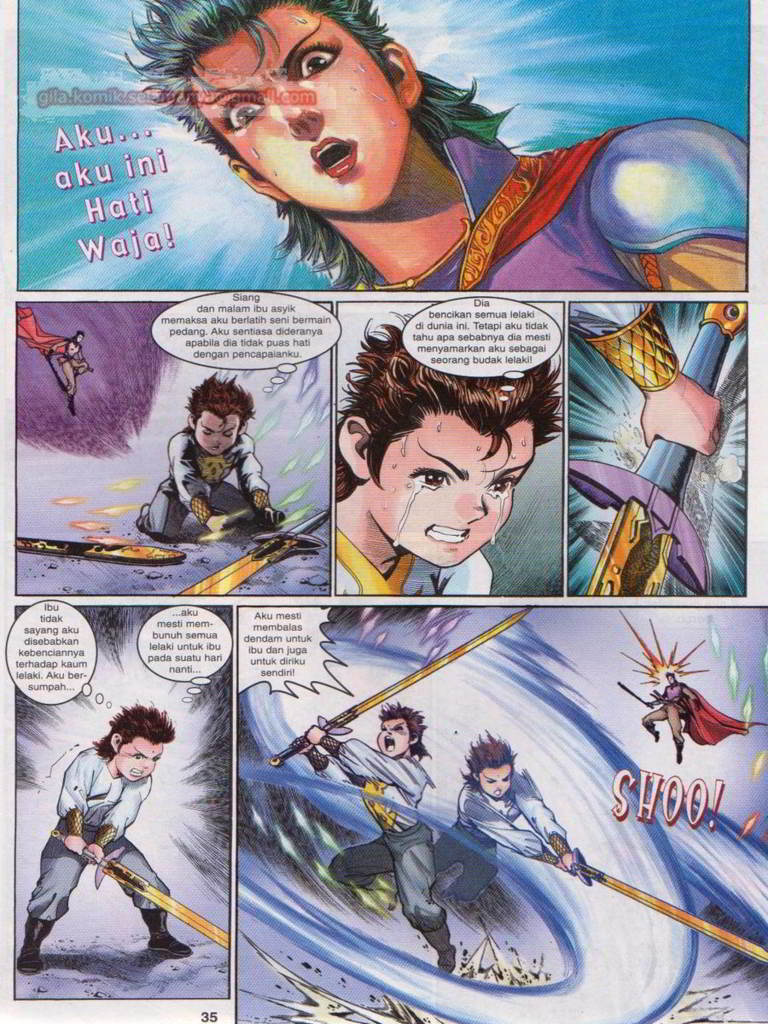 Aku...
aku ini
Hati
Waja!
Siang
dan malam ibu asyik
memaksa aku berlatih seni bermain
pedang. Aku sentiasa dideranya
apabila dia tidak puas hati
dengan pencapaianku.
Dia
bencikan semua lelaki
di dunia ini. Tetapi aku tidak
tahu apa sebabnya dia mesti
menyamarkan aku sebagai
seorang budak lelaki!
Ibu
tidak
sayang aku
disebabkan
kebenciannya
terhadap kaum
lelaki. Aku ber-
sumpah...
...aku
mesti mem-
bunuh semua
lelaki untuk ibu
pada suatu hari
nanti...
Aku mesti
membalas
dendam untuk
ibu dan juga
untuk diriku
sendiri!
SHOO!
35